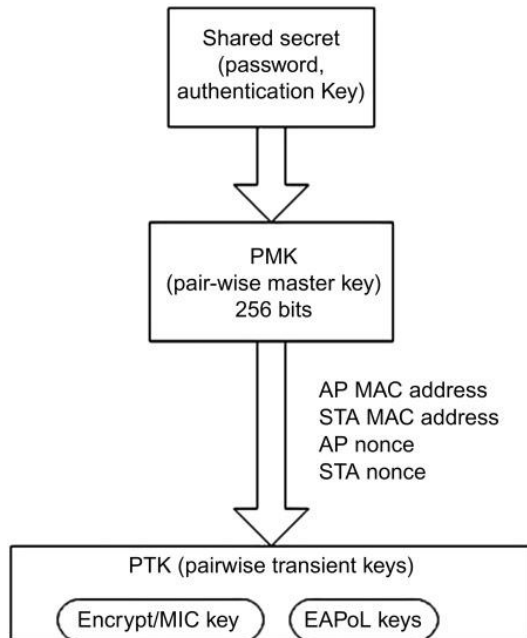 Shared secret
(password,
authentication Key)
PMK
(pair-wise master key)
256 bits
AP MAC address
STA MAC address
AP nonce
STA nonce
PTK (pairwise transient keys)
Encrypt/MIC key
EAPoL keys